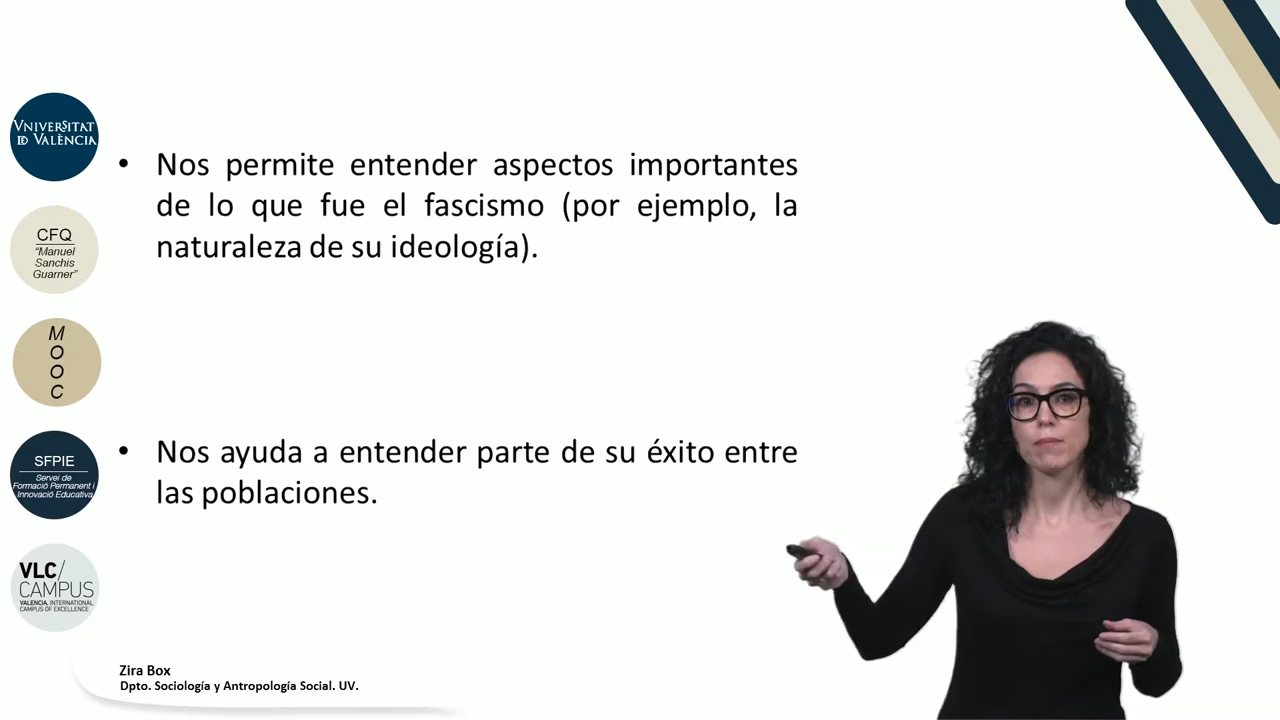 VNIVERSITAT
ID VALÈNCIA
CFQ
"Manuel
Sanchis
Guarner"
M
O
O
C
SFPIE
Servei de
Formació Permanent i
Innovació Educativa
VLC/
CAMPUS
VALENCIA, INTERNATIONAL
CAMPUS OF EXCELLENCE
• Nos permite entender aspectos importantes
de lo que fue el fascismo (por ejemplo, la
naturaleza de su ideología).
• Nos ayuda a entender parte de su éxito entre
las poblaciones.
Zira Box
Dpto. Sociología y Antropología Social. UV.